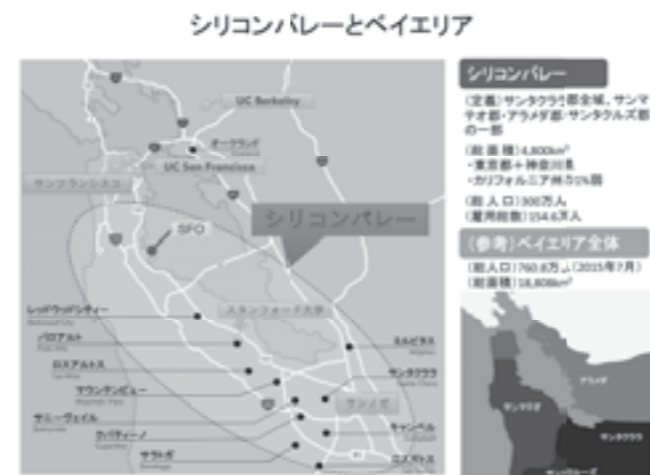 シリコンバレーとベイエリア
UC Berkeley
オークランド
UC San Francisco
サンフランシスコ
シリコンバレー
SFO
スタンフォード大学
レッドウッドシティー
Redwood City
パロアルト
Palo Alto
ロスアルトス
Los Altos
マウンテンビュー
Mountain View
サニーヴェイル
Sunnyvale
クパティーノ
Cupertino
サラトガ
Saratoga
ミルピタス
Milpitas
サンタクララ
Santa Clara
サンノゼ
キャンベル
Campbell
ロスガトス
シリコンバレー
(定義)サンタクララ郡全域、サンマ
テオ郡・アラメダ郡・サンタクルズ郡
の一部
(総面積)4,800km²
・東京都+神奈川県
・カリフォルニア州の1%弱
(総人口)300万人
(雇用総数)154.6万人
(参考)ベイエリア全体
(総人口)760.8万人(2015年7月)
(総面積)18,808km²
アラメダ
サンマテオ
サンタクララ
サンタクルーズ